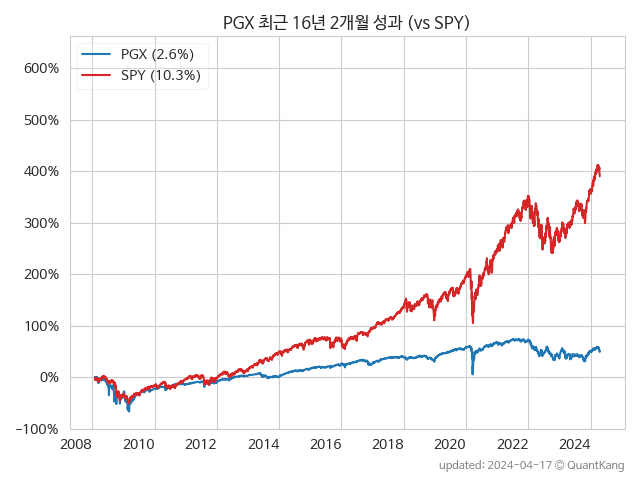 PGX 최근 16년 2개월 성과 (vs SPY)
PGX (2.6%)
SPY (10.3%)
600%
500%
400%
300%
200%
100%
0%
−100%
2008 2010 2012 2014 2016 2018 2020 2022 2024
updated: 2024-04-17 © QuantKang